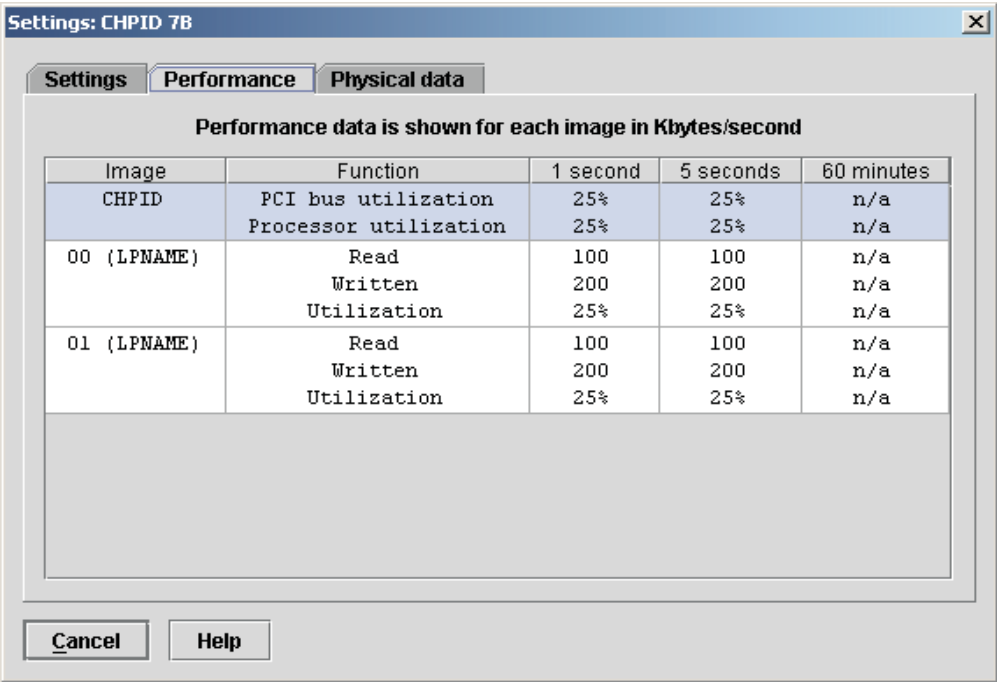 Settings: CHPID 7B
Settings Performance Physical data
Performance data is shown for each image in Kbytes/second
Image Function 1 second 5 seconds 60 minutes
CHPID PCI bus utilization 25% 25% n/a
Processor utilization 25% 25% n/a
00 (LPNAME) Read 100 100 n/a
Written 200 200 n/a
Utilization 25% 25% n/a
01 (LPNAME) Read 100 100 n/a
Written 200 200 n/a
Utilization 25% 25% n/a
Cancel Help